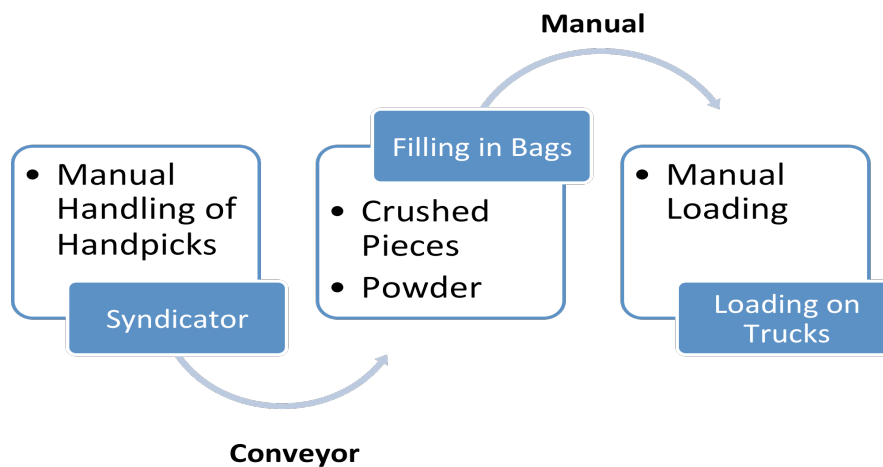 Manual
Filling in Bags
• Manual
Handling of
Handpicks
Syndicator
• Crushed
Pieces
• Powder
• Manual
Loading
Loading on
Trucks
Conveyor